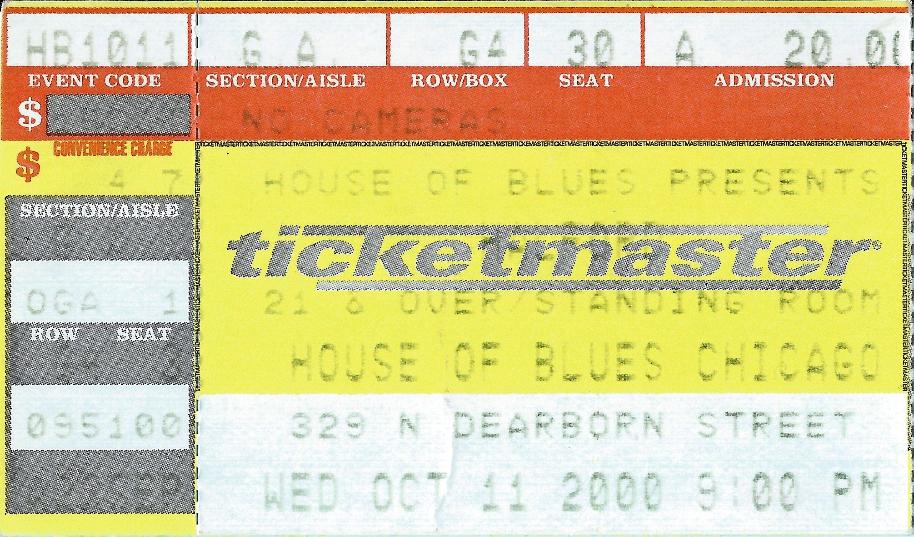 HB1011 G A GA 30 A 20.00
EVENT CODE SECTION/AISLE ROW/BOX SEAT ADMISSION
$
NO CAMERAS
$ CONVENIENCE CHARGE
4 7 HOUSE OF BLUES PRESENTS
SECTION/AISLE
ticketmaster
OGA 1 21 & OVER/STANDING ROOM
ROW SEAT
HOUSE OF BLUES CHICAGO
095100 329 N DEARBORN STREET
WED OCT 11 2000 9:00 PM